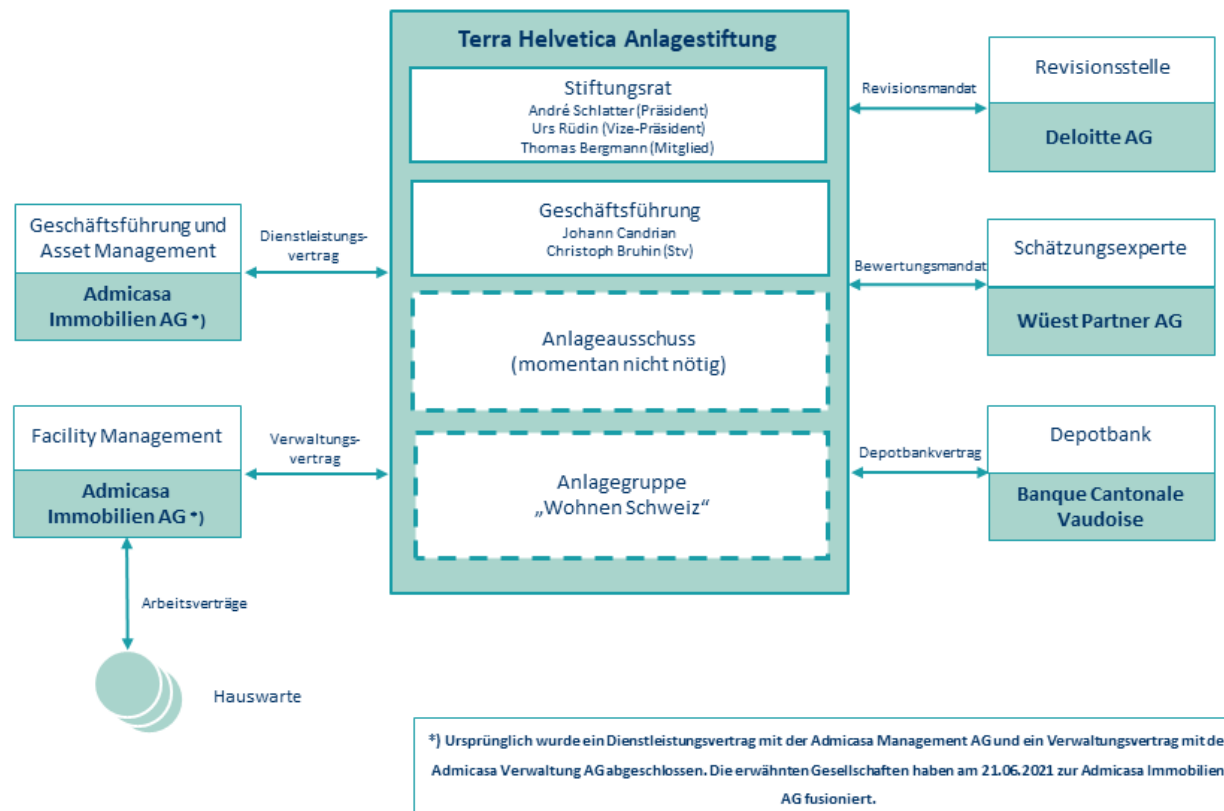 Terra Helvetica Anlagestiftung
Stiftungsrat
André Schlatter (Präsident)
Urs Rüdin (Vize-Präsident)
Thomas Bergmann (Mitglied)
Geschäftsführung
Johann Candrian
Christoph Bruhin (Stv)
Anlageausschuss
(momentan nicht nötig)
Anlagegruppe
„Wohnen Schweiz“
Geschäftsführung und
Asset Management
Admicasa
Immobilien AG *)
Dienstleistungs-
vertrag
Facility Management
Admicasa
Immobilien AG *)
Verwaltungs-
vertrag
Arbeitsverträge
Hauswarte
Revisionsmandat
Revisionsstelle
Deloitte AG
Bewertungsmandat
Schätzungsexperte
Wüest Partner AG
Depotbankvertrag
Depotbank
Banque Cantonale
Vaudoise
*) Ursprünglich wurde ein Dienstleistungsvertrag mit der Admicasa Management AG und ein Verwaltungsvertrag mit de
Admicasa Verwaltung AG abgeschlossen. Die erwähnten Gesellschaften haben am 21.06.2021 zur Admicasa Immobilien
AG fusioniert.